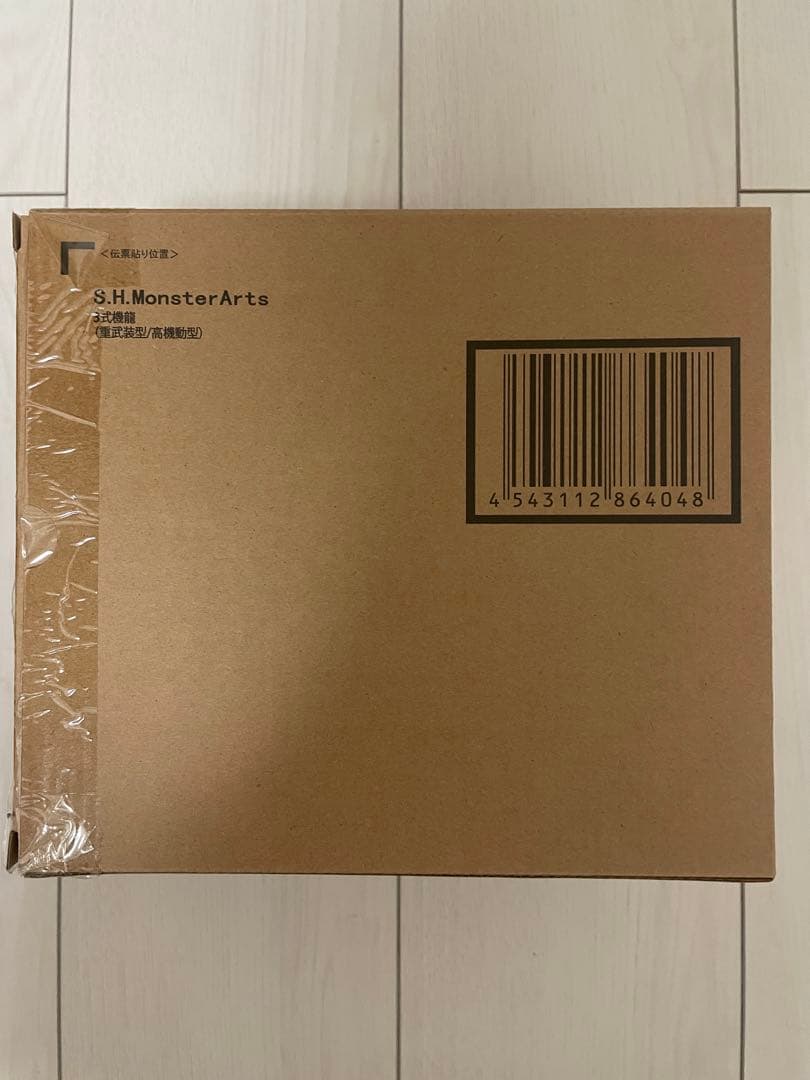 ＜伝票貼り位置＞
S.H.MonsterArts
3式機龍
(重武装型/高機動型)
4 543112 864048